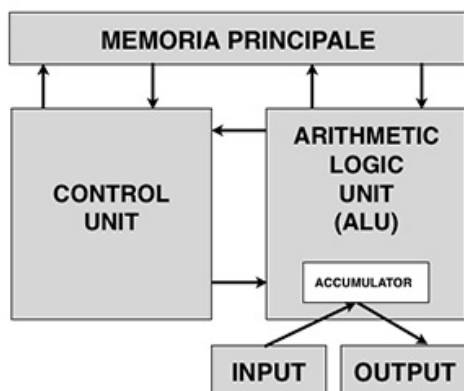 MEMORIA PRINCIPALE
CONTROL
UNIT
ARITHMETIC
LOGIC
UNIT
(ALU)
ACCUMULATOR
INPUT
OUTPUT